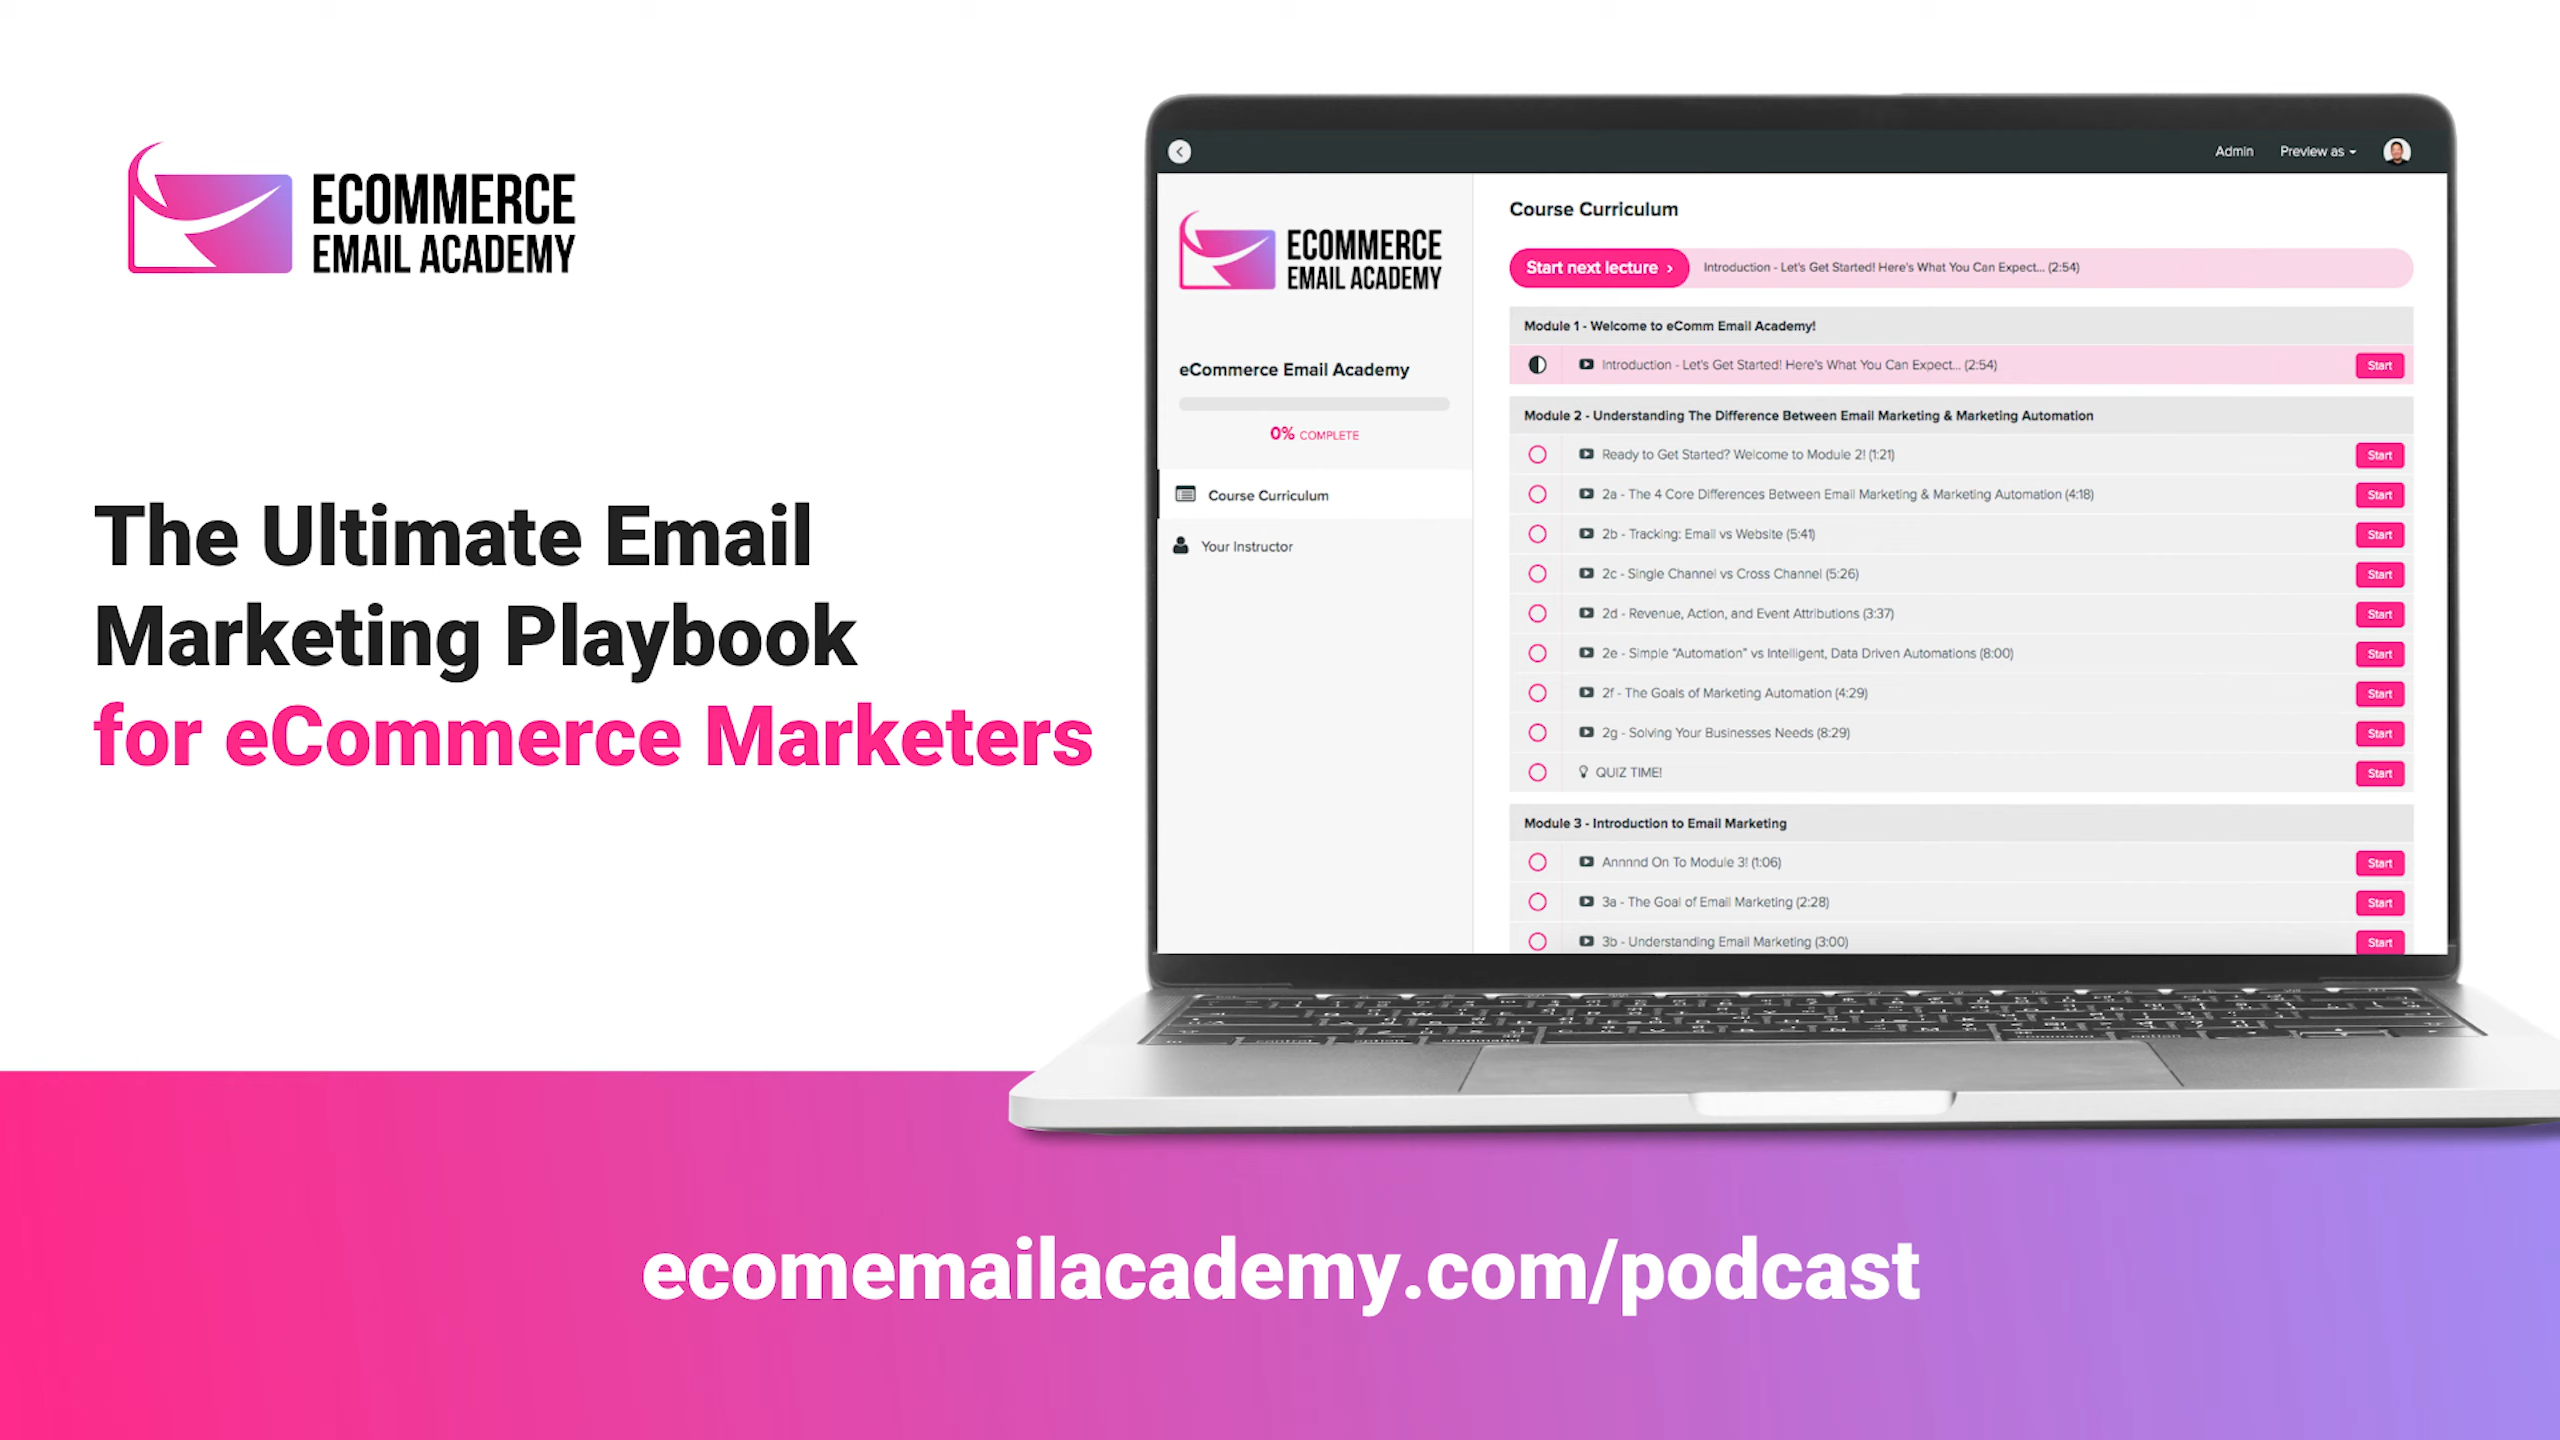 ECOMMERCE
EMAIL ACADEMY
The Ultimate Email
Marketing Playbook
for eCommerce Marketers
Admin
Preview as
ECOMMERCE
EMAIL ACADEMY
eCommerce Email Academy
0% COMPLETE
Course Curriculum
Your Instructor
Course Curriculum
Start next lecture ›
Introduction - Let's Get Started! Here's What You Can Expect... (2:54)
Module 1 - Welcome to eComm Email Academy!
Introduction - Let's Get Started! Here's What You Can Expect... (2:54)
Start
Module 2 - Understanding The Difference Between Email Marketing & Marketing Automation
Ready to Get Started? Welcome to Module 2! (1:21)
Start
2a - The 4 Core Differences Between Email Marketing & Marketing Automation (4:18)
Start
2b - Tracking: Email vs Website (5:41)
Start
2c - Single Channel vs Cross Channel (5:26)
Start
2d - Revenue, Action, and Event Attributions (3:37)
Start
2e - Simple "Automation" vs Intelligent, Data Driven Automations (8:00)
Start
2f - The Goals of Marketing Automation (4:29)
Start
2g - Solving Your Businesses Needs (8:29)
Start
QUIZ TIME!
Start
Module 3 - Introduction to Email Marketing
Annnnd On To Module 3! (1:06)
Start
3a - The Goal of Email Marketing (2:28)
Start
3b - Understanding Email Marketing (3:00)
Start
control option command command option
ecomemailacademy.com/podcast